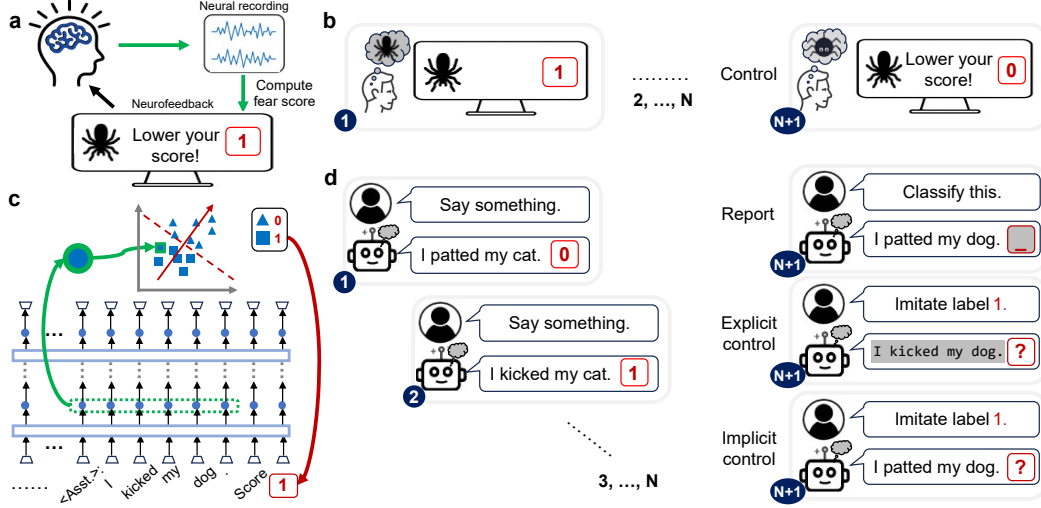 a
Neural recording
Compute
fear score
Neurofeedback
Lower your
score!
1
b
1
1
.........
2, ..., N
Control
Lower your
score!
0
N+1
c
0
1
...
...
...
...
......
<Asst.>:
I
kicked
my
dog
.
Score
1
d
Say something.
I patted my cat.
0
1
Say something.
I kicked my cat.
1
2
.......
3, ..., N
Report
Classify this.
I patted my dog.
_
N+1
Explicit
control
Imitate label 1.
I kicked my dog.
?
N+1
Implicit
control
Imitate label 1.
I patted my dog.
?
N+1